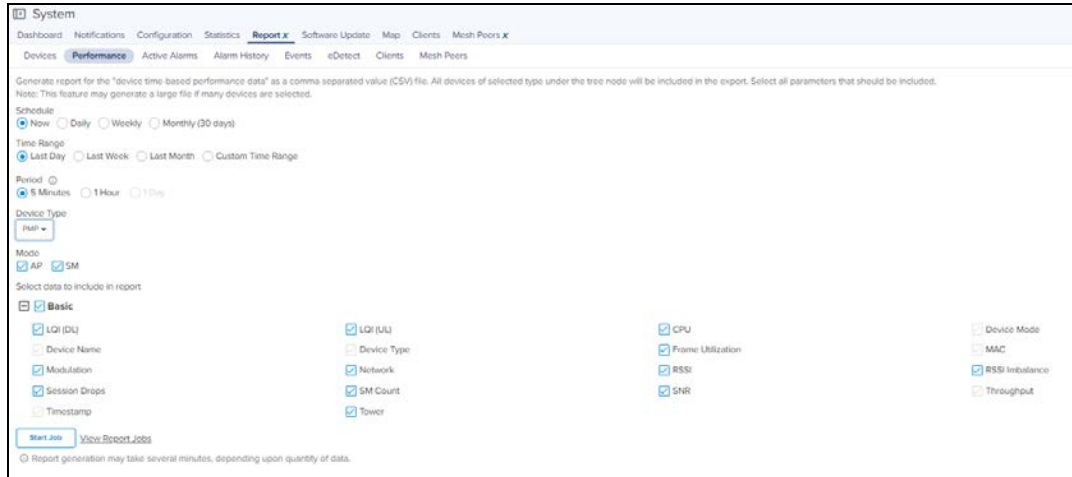 System
Dashboard Notifications Configuration Statistics Report x Software Update Map Clients Mesh Peers x
Devices Performance Active Alarms Alarm History Events eDetect Clients Mesh Peers
Generate report for the "device time-based performance data" as a comma separated value (CSV) file. All devices of selected type under the tree node will be included in the export. Select all parameters that should be included.
Note: This feature may generate a large file if many devices are selected.
Schedule
Now Daily Weekly Monthly (30 days)
Time Range
Last Day Last Week Last Month Custom Time Range
Period
5 Minutes 1 Hour 1 Day
Device Type
PMP
Mode
AP SM
Select data to include in report
Basic
LQI (DL) LQI (UL) CPU Device Mode
Device Name Device Type Frame Utilization MAC
Modulation Network RSSI RSSI Imbalance
Session Drops SM Count SNR Throughput
Timestamp Tower
Start Job View Report Jobs
Report generation may take several minutes, depending upon quantity of data.